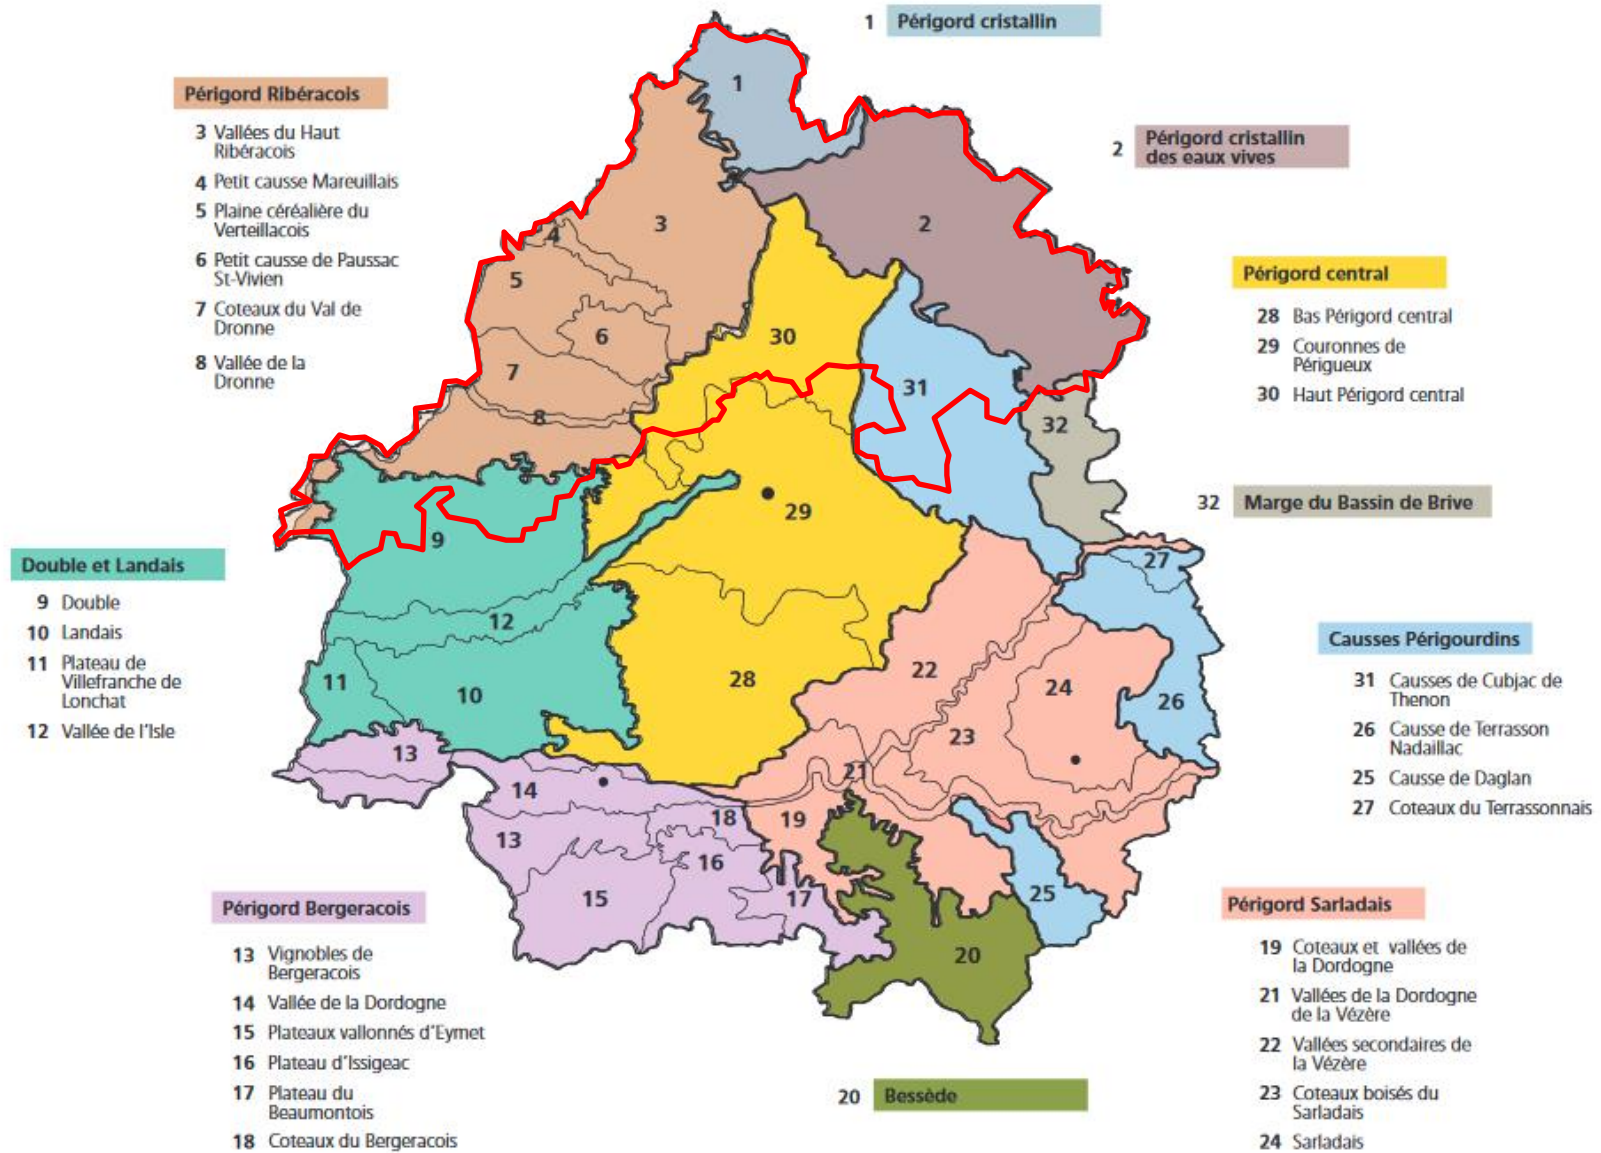 1 Périgord cristallin
Périgord Ribéracois
3 Vallées du Haut
Ribéracois
4 Petit causse Mareuillais
5 Plaine céréalière du
Verteillacois
6 Petit causse de Paussac
St-Vivien
7 Coteaux du Val de
Dronne
8 Vallée de la
Dronne
2 Périgord cristallin
des eaux vives
Périgord central
28 Bas Périgord central
29 Couronnes de
Périgueux
30 Haut Périgord central
32 Marge du Bassin de Brive
Double et Landais
9 Double
10 Landais
11 Plateau de
Villefranche de
Lonchat
12 Vallée de l'Isle
Causses Périgourdins
31 Causses de Cubjac de
Thenon
26 Causse de Terrasson
Nadaillac
25 Causse de Daglan
27 Coteaux du Terrassonnais
Périgord Bergeracois
13 Vignobles de
Bergeracois
14 Vallée de la Dordogne
15 Plateaux vallonnés d'Eymet
16 Plateau d'Issigeac
17 Plateau du
Beaumontois
18 Coteaux du Bergeracois
Périgord Sarladais
19 Coteaux et vallées de
la Dordogne
21 Vallées de la Dordogne
de la Vézère
22 Vallées secondaires de
la Vézère
23 Coteaux boisés du
Sarladais
24 Sarladais
20 Bessède
1
2
3
4
5
6
30
7
31
8
32
29
9
27
12
22
28
11
10
24
26
23
13
21
14
18
19
13
16
15
17
25
20